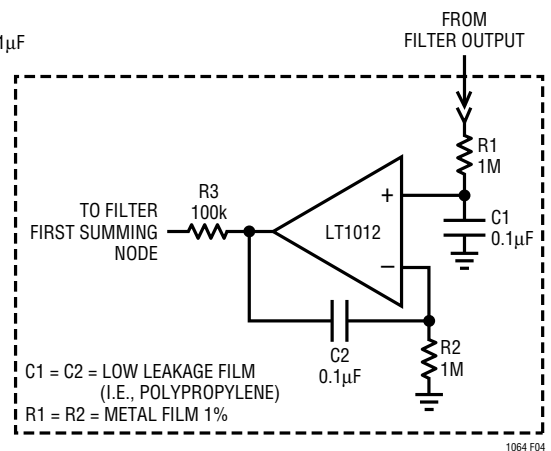 1µF
FROM
FILTER OUTPUT
R1
1M
R3
100k
TO FILTER
FIRST SUMMING
NODE
+
LT1012
−
C1
0.1µF
C2
0.1µF
R2
1M
C1 = C2 = LOW LEAKAGE FILM
(I.E., POLYPROPYLENE)
R1 = R2 = METAL FILM 1%
1064 F04